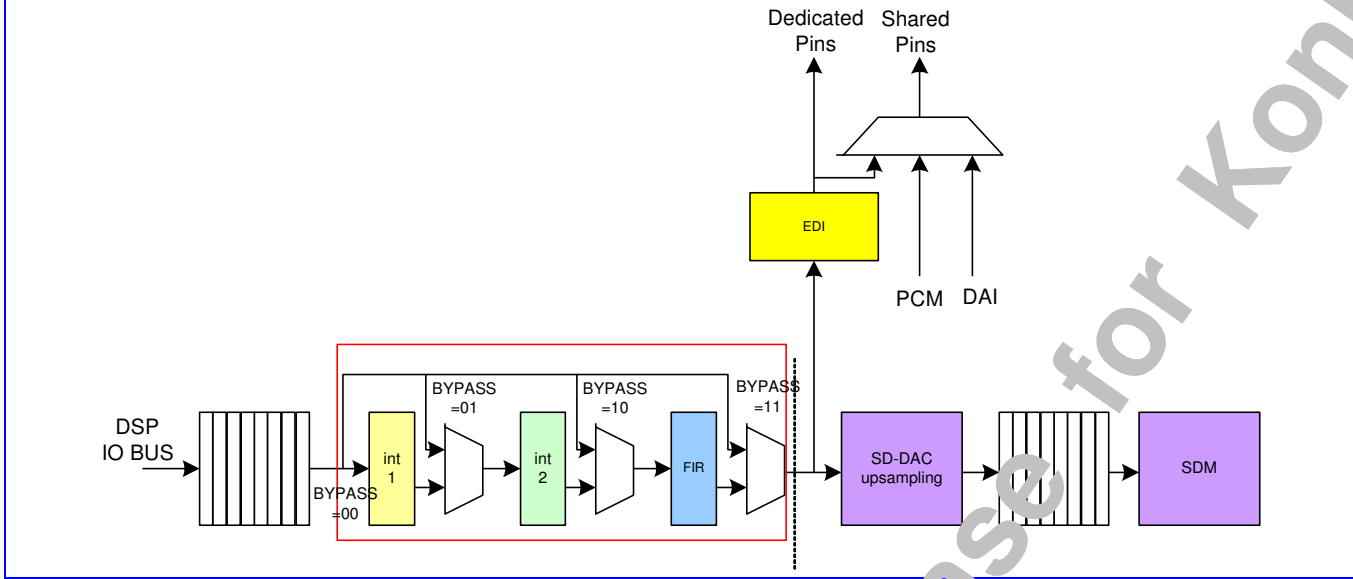 Dedicated
Pins
Shared
Pins
EDI
PCM
DAI
DSP
IO BUS
BYPASS
=00
int
1
BYPASS
=01
int
2
BYPASS
=10
FIR
BYPASS
=11
SD-DAC
upsampling
SDM
for